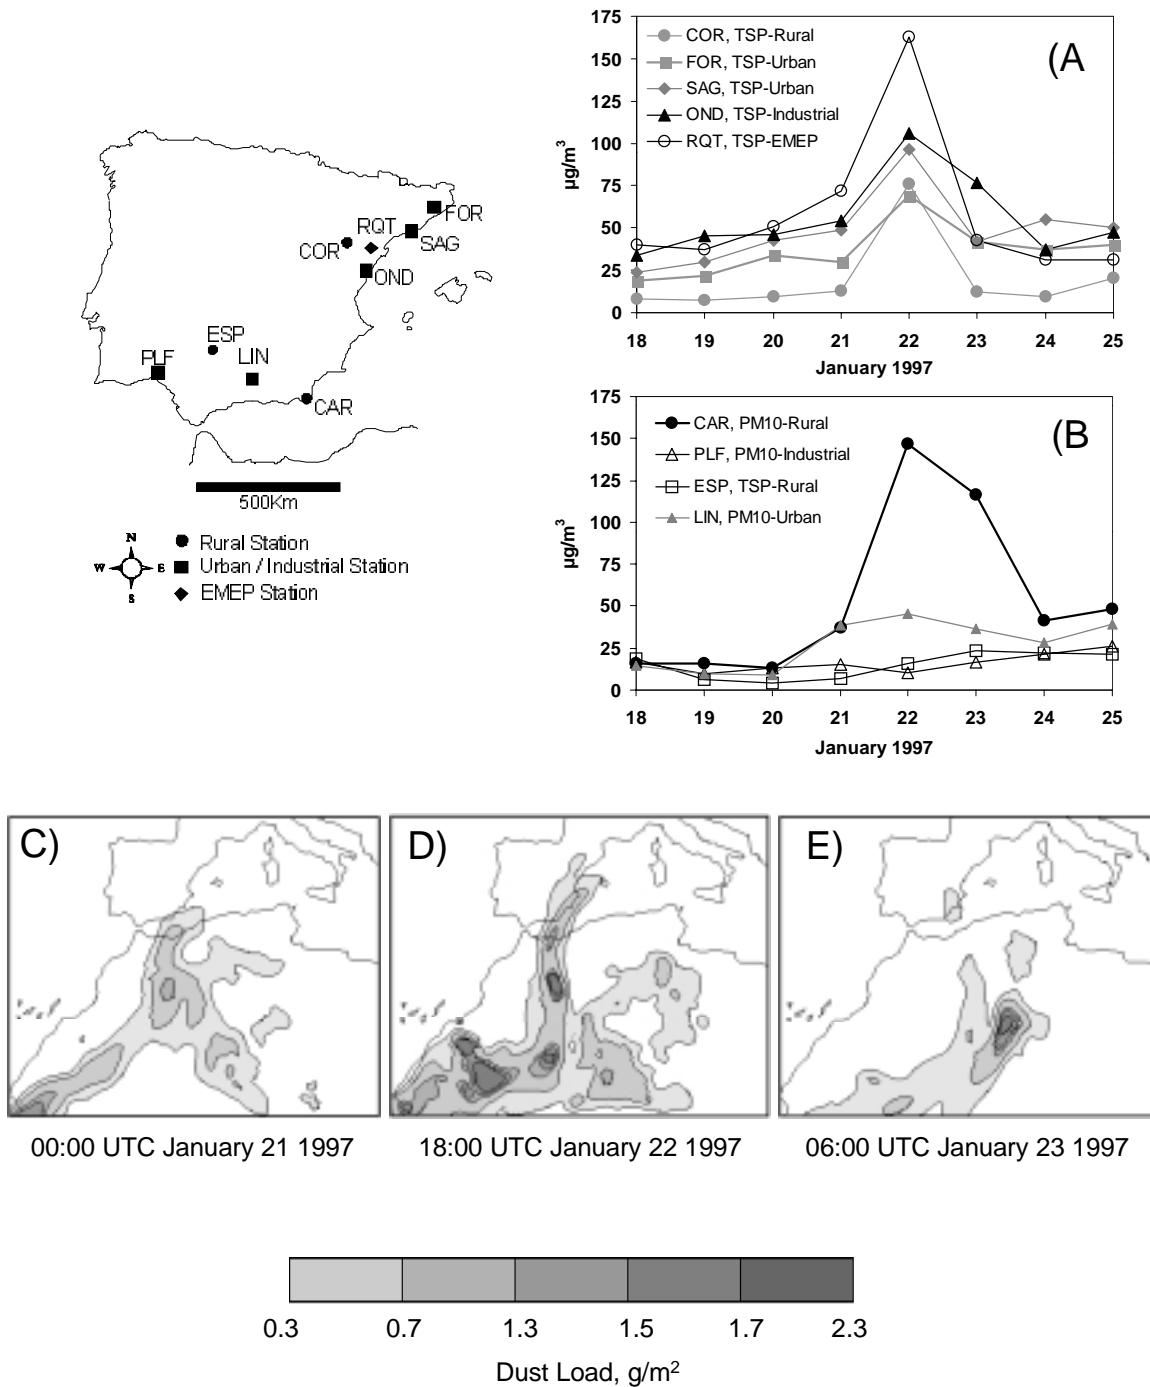 175
150
125
100
75
50
25
0
µg/m³
COR, TSP-Rural
FOR, TSP-Urban
SAG, TSP-Urban
OND, TSP-Industrial
RQT, TSP-EMEP
(A
18 19 20 21 22 23 24 25
January 1997
FOR
RQT
SAG
COR
OND
ESP
PLF
LIN
CAR
500Km
N
W E
S
Rural Station
Urban / Industrial Station
EMEP Station
175
150
125
100
75
50
25
0
µg/m³
CAR, PM10-Rural
PLF, PM10-Industrial
ESP, TSP-Rural
LIN, PM10-Urban
(B
18 19 20 21 22 23 24 25
January 1997
C) D) E)
00:00 UTC January 21 1997 18:00 UTC January 22 1997 06:00 UTC January 23 1997
0.3 0.7 1.3 1.5 1.7 2.3
Dust Load, g/m²